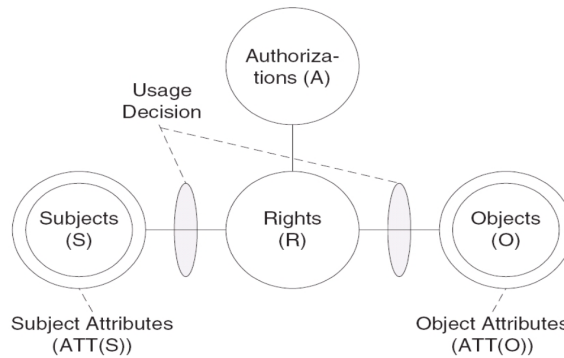 Authoriza-
tions (A)
Usage
Decision
Subjects
(S)
Rights
(R)
Objects
(O)
Subject Attributes
(ATT(S))
Object Attributes
(ATT(O))